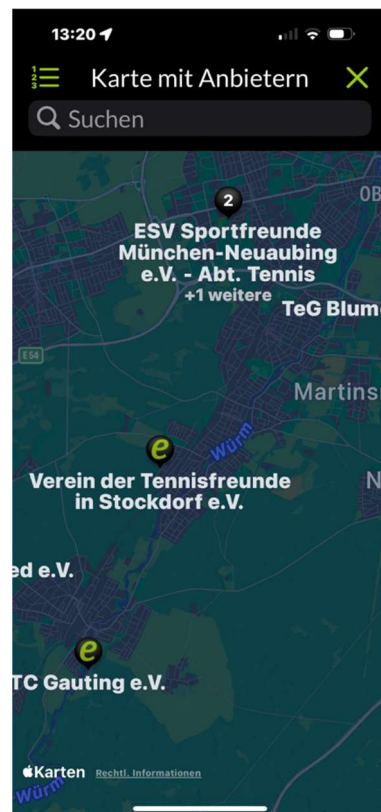 13:20
Karte mit Anbietern
Suchen
OB
2
ESV Sportfreunde
München-Neuaubing
e.V. - Abt. Tennis
+1 weitere
TeG Blum
E54
Martins
Würm
e
Verein der Tennisfreunde
in Stockdorf e.V.
N
ed e.V.
e
TC Gauting e.V.
Karten Rechtl. Informationen
Würm